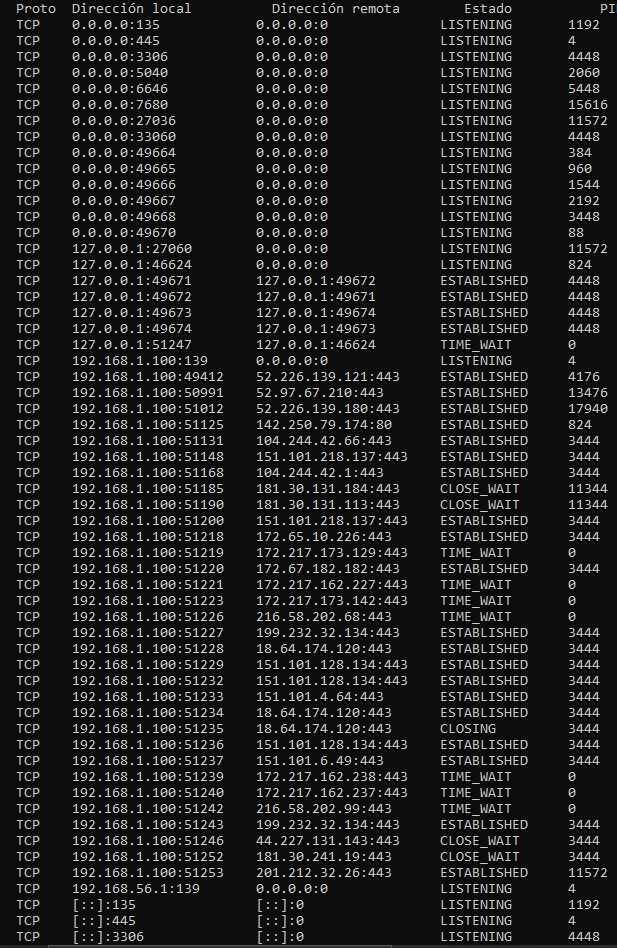 Proto  Dirección local          Dirección remota        Estado           PI
TCP    0.0.0.0:135            0.0.0.0:0              LISTENING       1192
TCP    0.0.0.0:445            0.0.0.0:0              LISTENING       4
TCP    0.0.0.0:3306           0.0.0.0:0              LISTENING       4448
TCP    0.0.0.0:5040           0.0.0.0:0              LISTENING       2060
TCP    0.0.0.0:6646           0.0.0.0:0              LISTENING       5448
TCP    0.0.0.0:7680           0.0.0.0:0              LISTENING       15616
TCP    0.0.0.0:27036          0.0.0.0:0              LISTENING       11572
TCP    0.0.0.0:33060          0.0.0.0:0              LISTENING       4448
TCP    0.0.0.0:49664          0.0.0.0:0              LISTENING       384
TCP    0.0.0.0:49665          0.0.0.0:0              LISTENING       960
TCP    0.0.0.0:49666          0.0.0.0:0              LISTENING       1544
TCP    0.0.0.0:49667          0.0.0.0:0              LISTENING       2192
TCP    0.0.0.0:49668          0.0.0.0:0              LISTENING       3448
TCP    0.0.0.0:49670          0.0.0.0:0              LISTENING       88
TCP    127.0.0.1:27060        0.0.0.0:0              LISTENING       11572
TCP    127.0.0.1:46624        0.0.0.0:0              LISTENING       824
TCP    127.0.0.1:49671        127.0.0.1:49672        ESTABLISHED     4448
TCP    127.0.0.1:49672        127.0.0.1:49671        ESTABLISHED     4448
TCP    127.0.0.1:49673        127.0.0.1:49674        ESTABLISHED     4448
TCP    127.0.0.1:49674        127.0.0.1:49673        ESTABLISHED     4448
TCP    127.0.0.1:51247        127.0.0.1:46624        TIME_WAIT       0
TCP    192.168.1.100:139      0.0.0.0:0              LISTENING       4
TCP    192.168.1.100:49412    52.226.139.121:443     ESTABLISHED     4176
TCP    192.168.1.100:50991    52.97.67.210:443       ESTABLISHED     13476
TCP    192.168.1.100:51012    52.226.139.180:443     ESTABLISHED     17940
TCP    192.168.1.100:51125    142.250.79.174:80      ESTABLISHED     824
TCP    192.168.1.100:51131    104.244.42.66:443      ESTABLISHED     3444
TCP    192.168.1.100:51148    151.101.218.137:443    ESTABLISHED     3444
TCP    192.168.1.100:51168    104.244.42.1:443       ESTABLISHED     3444
TCP    192.168.1.100:51185    181.30.131.184:443     CLOSE_WAIT      11344
TCP    192.168.1.100:51190    181.30.131.113:443     CLOSE_WAIT      11344
TCP    192.168.1.100:51200    151.101.218.137:443    ESTABLISHED     3444
TCP    192.168.1.100:51218    172.65.10.226:443      ESTABLISHED     3444
TCP    192.168.1.100:51219    172.217.173.129:443    TIME_WAIT       0
TCP    192.168.1.100:51220    172.67.182.182:443     ESTABLISHED     3444
TCP    192.168.1.100:51221    172.217.162.227:443    TIME_WAIT       0
TCP    192.168.1.100:51223    172.217.173.142:443    TIME_WAIT       0
TCP    192.168.1.100:51226    216.58.202.68:443      TIME_WAIT       0
TCP    192.168.1.100:51227    199.232.32.134:443     ESTABLISHED     3444
TCP    192.168.1.100:51228    18.64.174.120:443      ESTABLISHED     3444
TCP    192.168.1.100:51229    151.101.128.134:443    ESTABLISHED     3444
TCP    192.168.1.100:51232    151.101.128.134:443    ESTABLISHED     3444
TCP    192.168.1.100:51233    151.101.4.64:443       ESTABLISHED     3444
TCP    192.168.1.100:51234    18.64.174.120:443      ESTABLISHED     3444
TCP    192.168.1.100:51235    18.64.174.120:443      CLOSING         3444
TCP    192.168.1.100:51236    151.101.128.134:443    ESTABLISHED     3444
TCP    192.168.1.100:51237    151.101.6.49:443       ESTABLISHED     3444
TCP    192.168.1.100:51239    172.217.162.238:443    TIME_WAIT       0
TCP    192.168.1.100:51240    172.217.162.237:443    TIME_WAIT       0
TCP    192.168.1.100:51242    216.58.202.99:443      TIME_WAIT       0
TCP    192.168.1.100:51243    199.232.32.134:443     ESTABLISHED     3444
TCP    192.168.1.100:51246    44.227.131.143:443     CLOSE_WAIT      3444
TCP    192.168.1.100:51252    181.30.241.19:443      CLOSE_WAIT      3444
TCP    192.168.1.100:51253    201.212.32.26:443      ESTABLISHED     11572
TCP    192.168.56.1:139       0.0.0.0:0              LISTENING       4
TCP    [::]:135               [::]:0                 LISTENING       1192
TCP    [::]:445               [::]:0                 LISTENING       4
TCP    [::]:3306              [::]:0                 LISTENING       4448